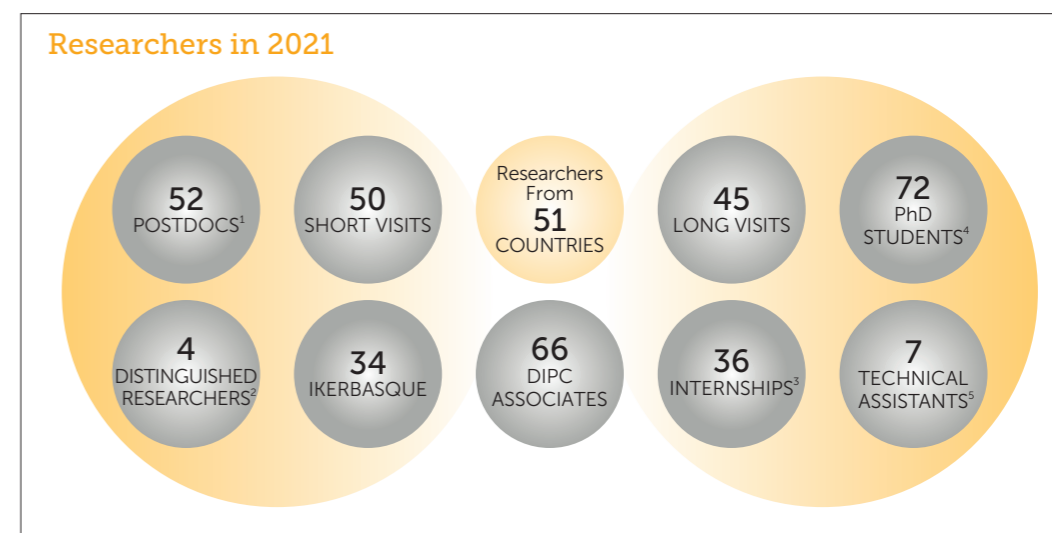 Researchers in 2021
52
POSTDOCS¹
50
SHORT VISITS
Researchers
From
51
COUNTRIES
45
LONG VISITS
72
PhD
STUDENTS⁴
4
DISTINGUISHED
RESEARCHERS²
34
IKERBASQUE
66
DIPC
ASSOCIATES
36
INTERNSHIPS³
7
TECHNICAL
ASSISTANTS⁵